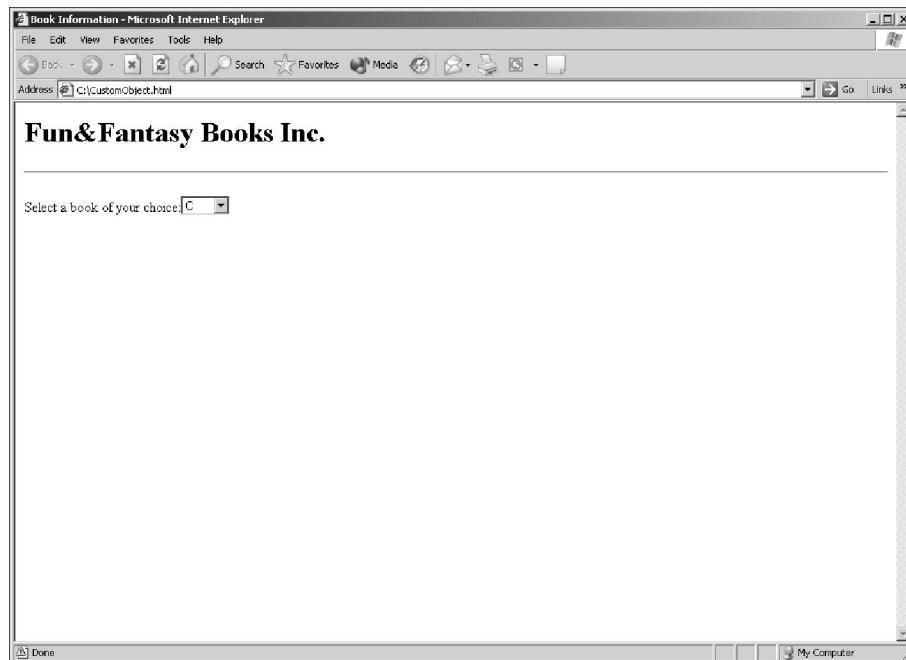 Book Information - Microsoft Internet Explorer
File Edit View Favorites Tools Help
Back Search Favorites Media
Address C:\CustomObject.html Go Links »
Fun&Fantasy Books Inc.
Select a book of your choice: C
Done My Computer